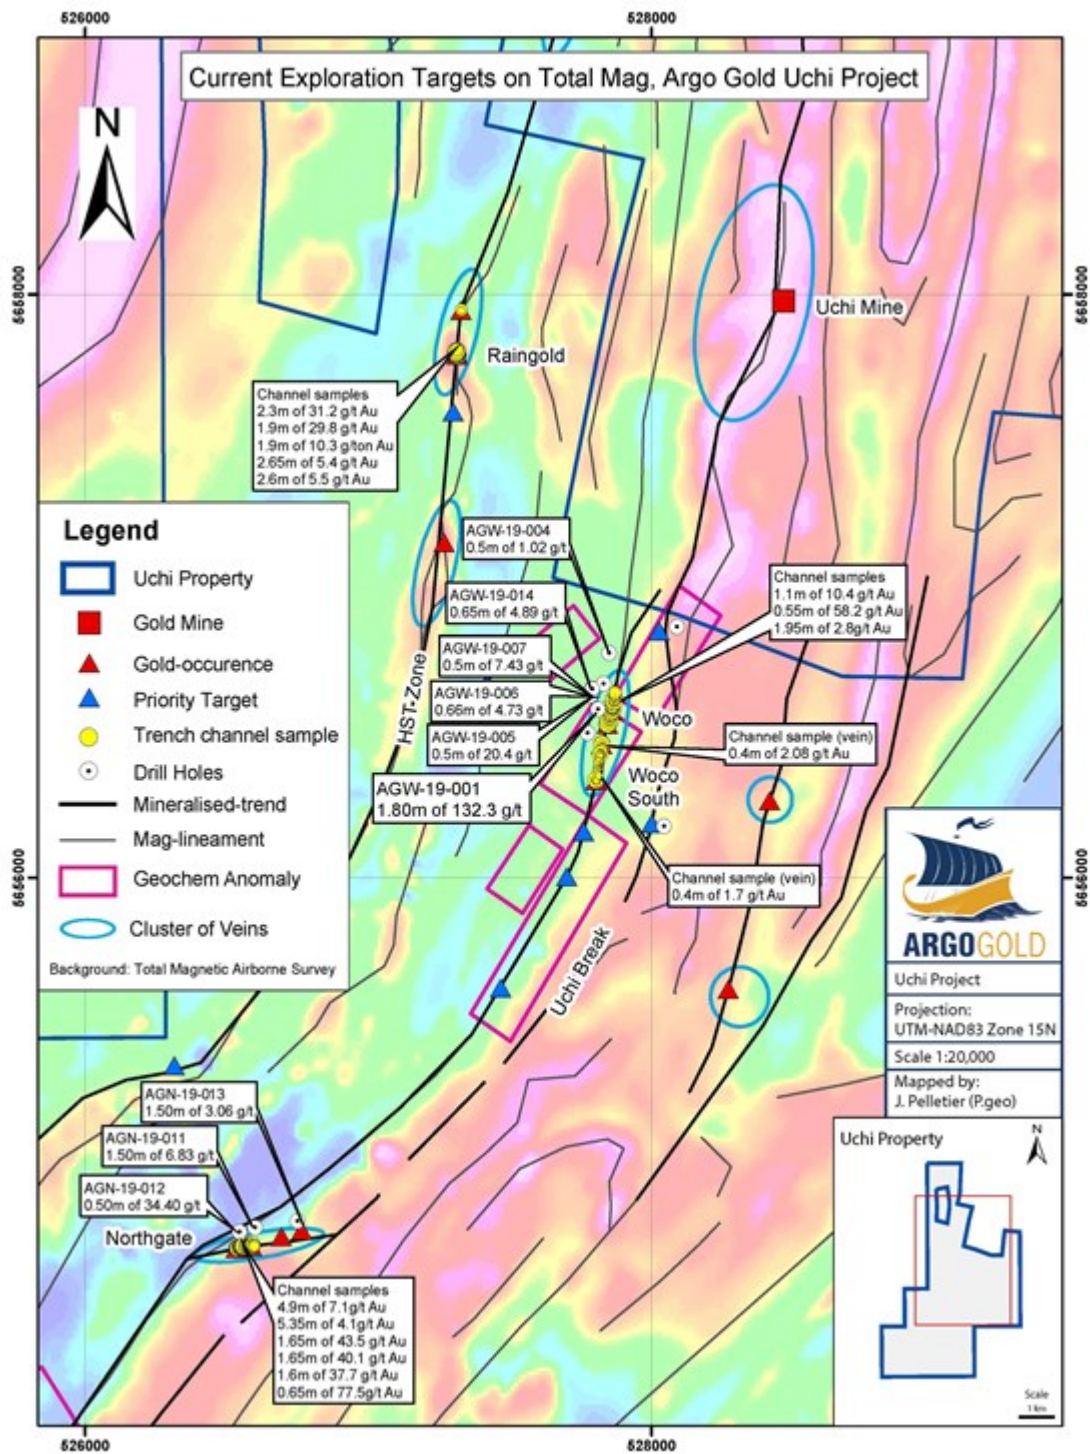 526000
528000
Current Exploration Targets on Total Mag, Argo Gold Uchi Project
N
5658000
5658000
Uchi Mine
Raingold
Channel samples
2.3m of 31.2 g/t Au
1.9m of 29.8 g/t Au
1.9m of 10.3 g/ton Au
2.65m of 5.4 g/t Au
2.6m of 5.5 g/t Au
Legend
Uchi Property
Gold Mine
Gold-occurence
Priority Target
Trench channel sample
Drill Holes
Mineralised-trend
Mag-lineament
Geochem Anomaly
Cluster of Veins
Background: Total Magnetic Airborne Survey
HST-Zone
AGW-19-004
0.5m of 1.02 g/t
AGW-19-014
0.65m of 4.89 g/t
AGW-19-007
0.5m of 7.43 g/t
AGW-19-006
0.66m of 4.73 g/t
AGW-19-005
0.5m of 20.4 g/t
AGW-19-001
1.80m of 132.3 g/t
Channel samples
1.1m of 10.4 g/t Au
0.55m of 58.2 g/t Au
1.95m of 2.8g/t Au
Woco
Channel sample (vein)
0.4m of 2.08 g/t Au
Woco
South
Channel sample (vein)
0.4m of 1.7 g/t Au
5656000
5656000
Uchi Break
ARGOGOLD
Uchi Project
Projection:
UTM-NAD83 Zone 15N
Scale 1:20,000
Mapped by:
J. Pelletier (P.geo)
AGN-19-013
1.50m of 3.06 g/t
AGN-19-011
1.50m of 6.83 g/t
AGN-19-012
0.50m of 34.40 g/t
Northgate
Channel samples
4.9m of 7.1g/t Au
5.35m of 4.1g/t Au
1.65m of 43.5 g/t Au
1.65m of 40.1 g/t Au
1.6m of 37.7 g/t Au
0.65m of 77.5g/t Au
Uchi Property
N
Scale
1 km
526000
528000